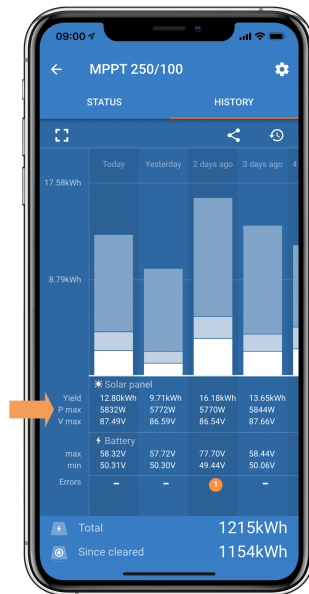 09:00
MPPT 250/100
STATUS HISTORY
Today Yesterday 2 days ago 3 days ago 4
17.58kWh
8.79kWh
Solar panel
Yield 12.80kWh 9.71kWh 16.18kWh 13.65kWh
P max 5832W 5772W 5770W 5844W
V max 87.49V 86.59V 86.54V 87.66V
Battery
max 58.32V 57.72V 77.70V 58.44V
min 50.31V 50.30V 49.44V 50.06V
Errors - - 1 -
Total 1215kWh
Since cleared 1154kWh